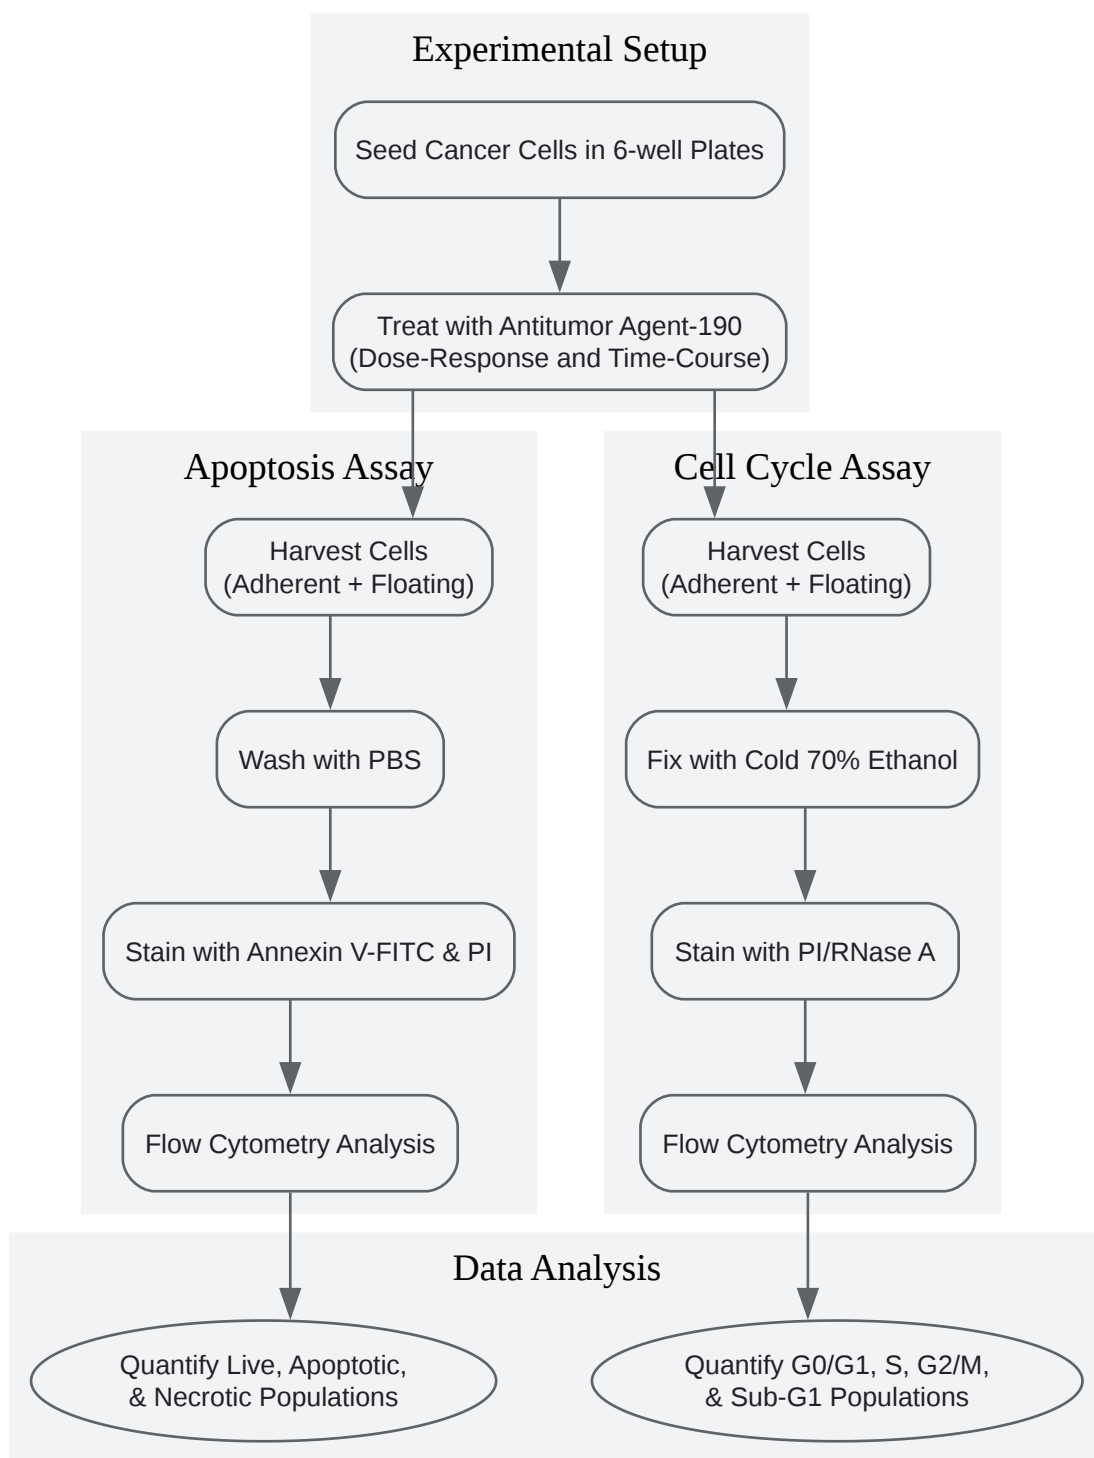 Experimental Setup
Seed Cancer Cells in 6-well Plates
Treat with Antitumor Agent-190
(Dose-Response and Time-Course)
Apoptosis Assay
Harvest Cells
(Adherent + Floating)
Wash with PBS
Stain with Annexin V-FITC & PI
Flow Cytometry Analysis
Cell Cycle Assay
Harvest Cells
(Adherent + Floating)
Fix with Cold 70% Ethanol
Stain with PI/RNase A
Flow Cytometry Analysis
Data Analysis
Quantify Live, Apoptotic,
& Necrotic Populations
Quantify G0/G1, S, G2/M,
& Sub-G1 Populations